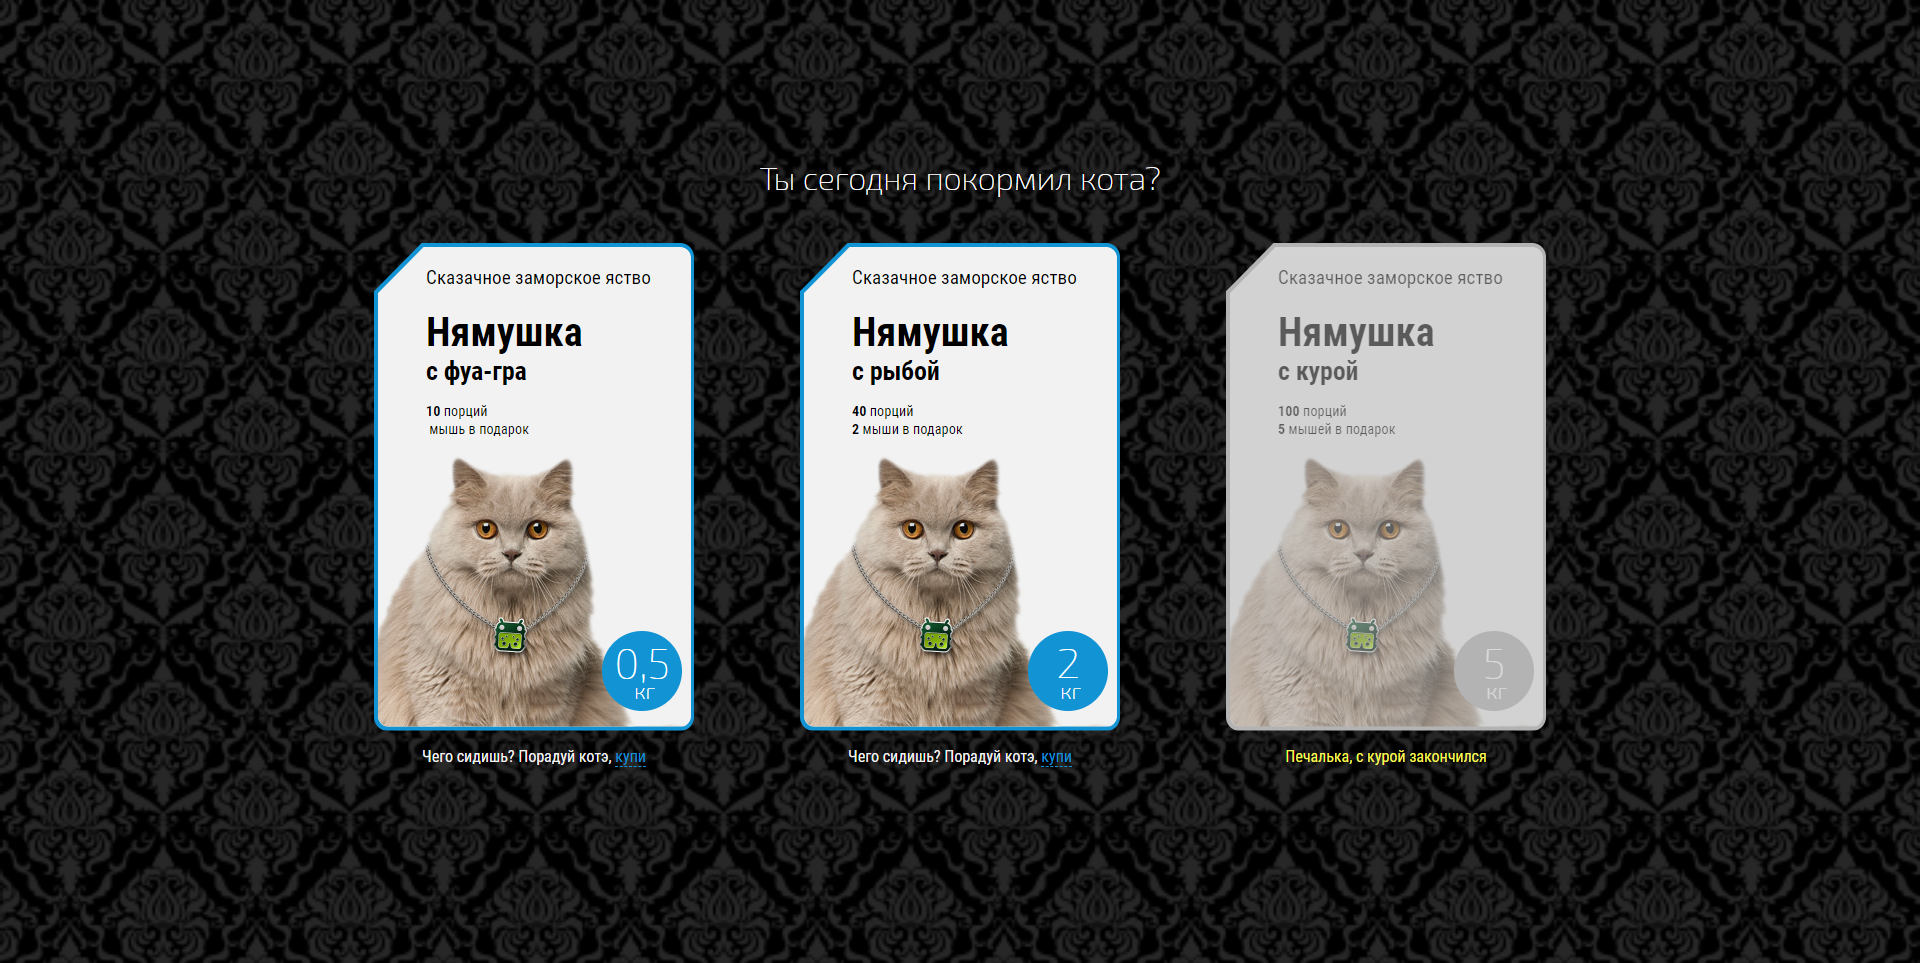 Ты сегодня покормил кота?
Сказачное заморское яство
Нямушка
с фуа-гра
10 порций
мышь в подарок
0,5
кг
Чего сидишь? Порадуй котэ, купи
Сказачное заморское яство
Нямушка
с рыбой
40 порций
2 мыши в подарок
2
кг
Чего сидишь? Порадуй котэ, купи
Сказачное заморское яство
Нямушка
с курой
100 порций
5 мышей в подарок
5
кг
Печалька, с курой закончился